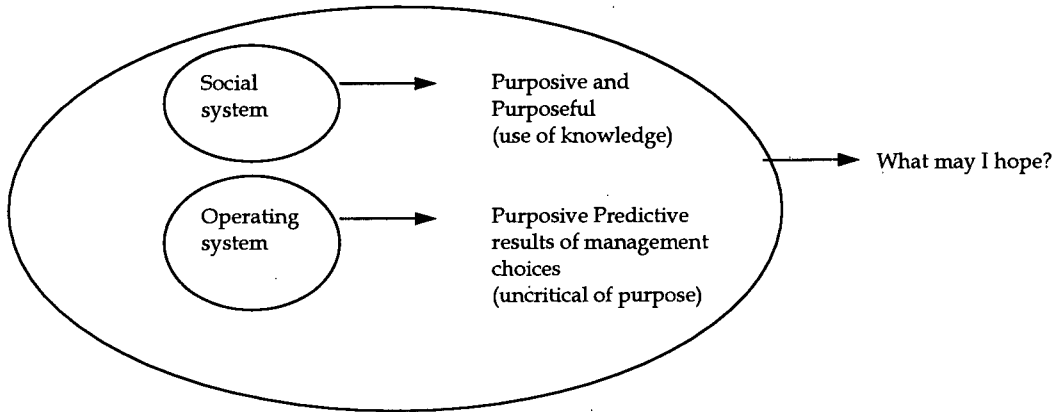 Social
system
Purposive and
Purposeful
(use of knowledge)
What may I hope?
Operating
system
Purposive Predictive
results of management
choices
(uncritical of purpose)